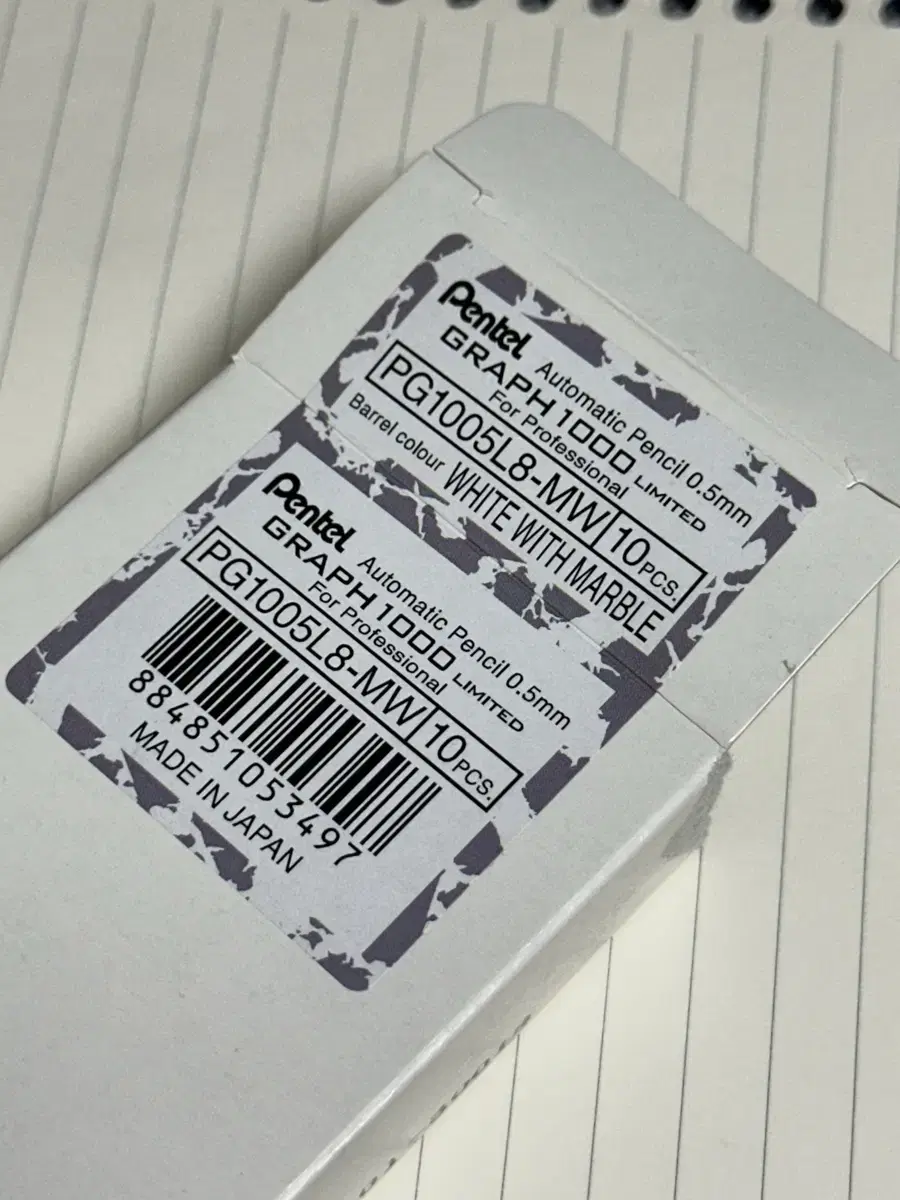 Pentel Automatic Pencil 0.5mm
GRAPH1000 LIMITED
For Professional
PG1005L8-MW 10PCS.
Barrel colour WHITE WITH MARBLE
Pentel Automatic Pencil 0.5mm
GRAPH1000 LIMITED
For Professional
PG1005L8-MW 10PCS.
884851053497
MADE IN JAPAN